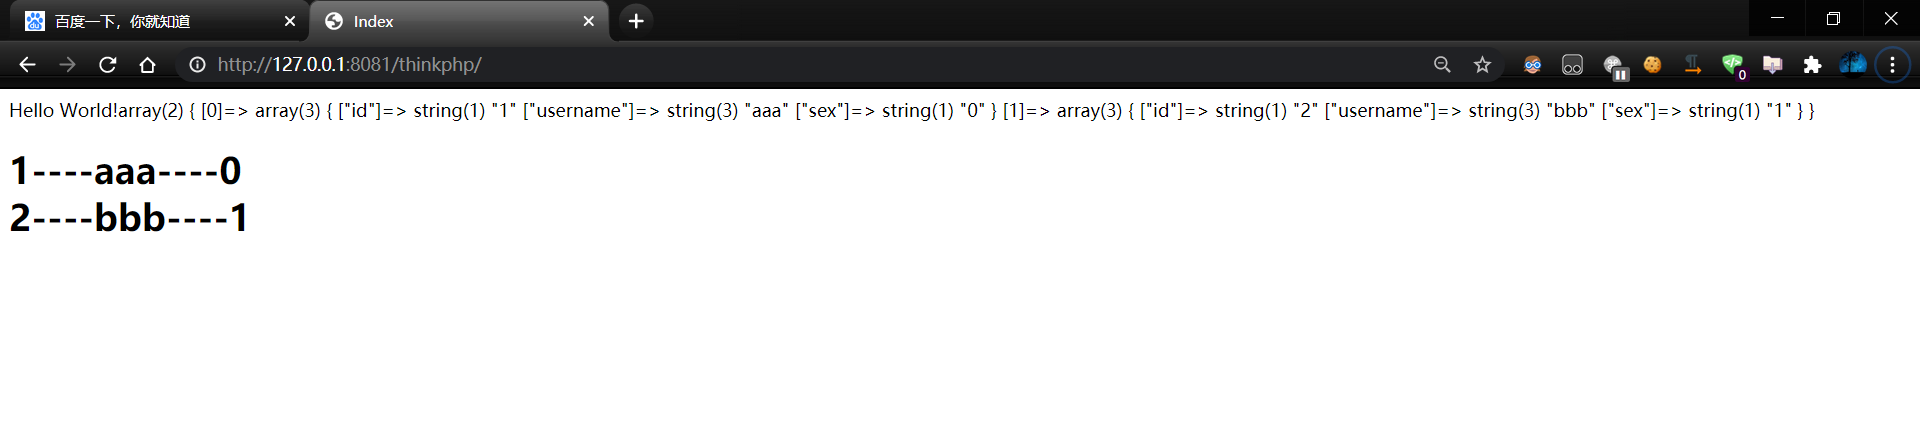 百度一下，你就知道
Index
http://127.0.0.1:8081/thinkphp/
0
Hello World!array(2) { [0]=> array(3) { ["id"]=> string(1) "1" ["username"]=> string(3) "aaa" ["sex"]=> string(1) "0" } [1]=> array(3) { ["id"]=> string(1) "2" ["username"]=> string(3) "bbb" ["sex"]=> string(1) "1" } }
1----aaa----0
2----bbb----1